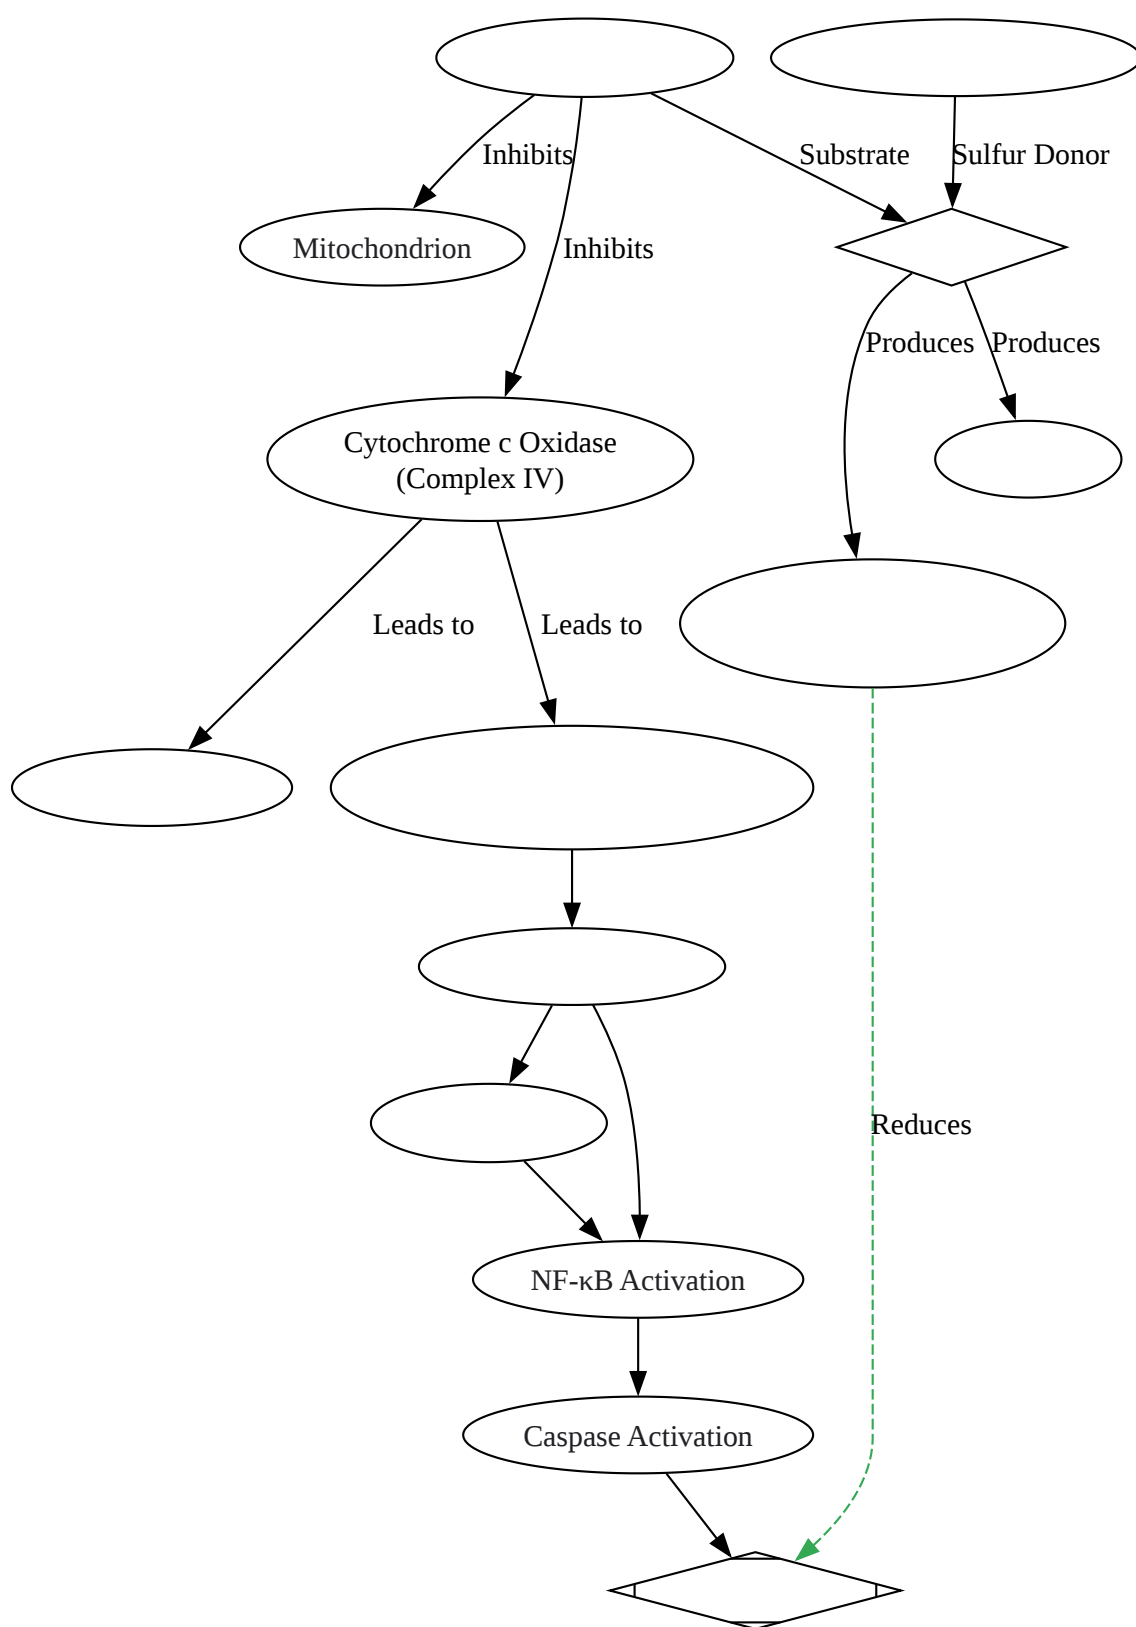 Inhibits
Substrate
Sulfur Donor
Mitochondrion
Inhibits
Produces
Produces
Cytochrome c Oxidase
(Complex IV)
Leads to
Leads to
Reduces
NF-κB Activation
Caspase Activation